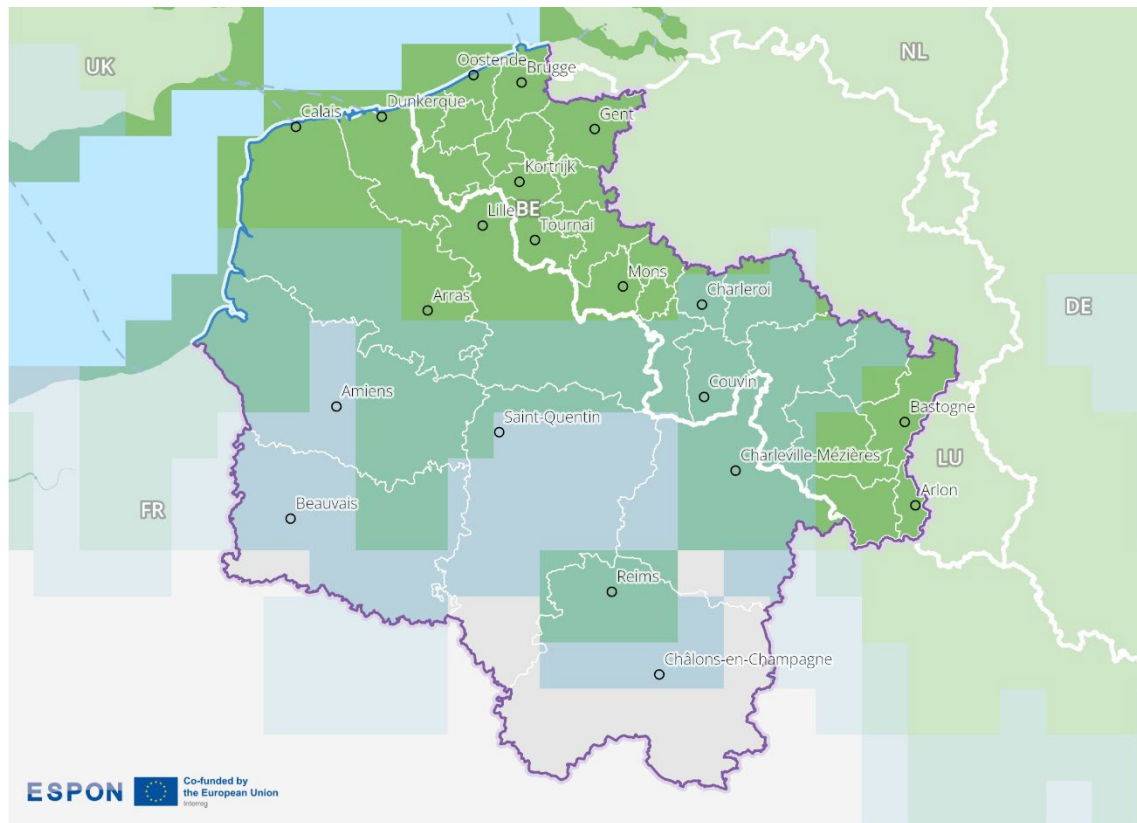 UK
NL
Oostende
Brugge
Dunkerque
Calais
Gent
Kortrijk
Lille
BE
Tournai
Mons
Charleroi
Arras
DE
Couvin
Amiens
Bastogne
Saint-Quentin
Charleville-Mézières
LU
Arlon
Beauvais
FR
Reims
Châlons-en-Champagne
ESPON
Co-funded by
the European Union
Interreg